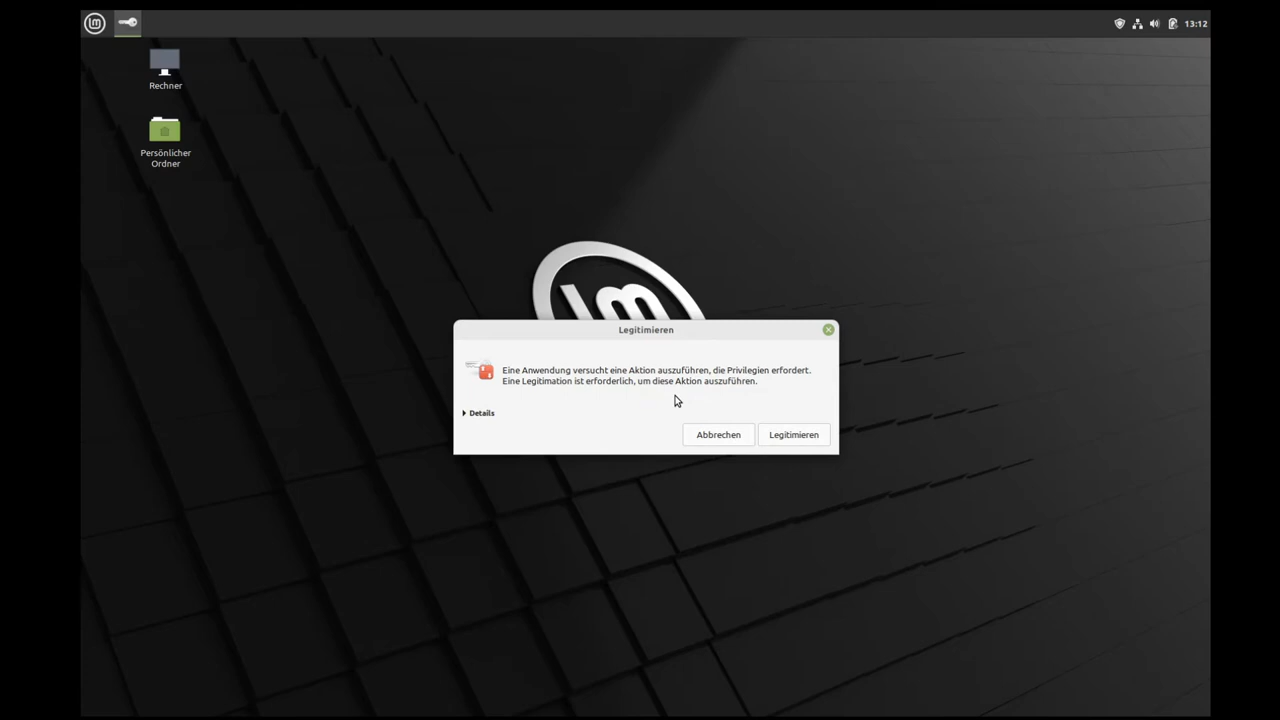 13:12
Rechner
Persönlicher
Ordner
Legitimieren
Eine Anwendung versucht eine Aktion auszuführen, die Privilegien erfordert.
Eine Legitimation ist erforderlich, um diese Aktion auszuführen.
Details
Abbrechen Legitimieren